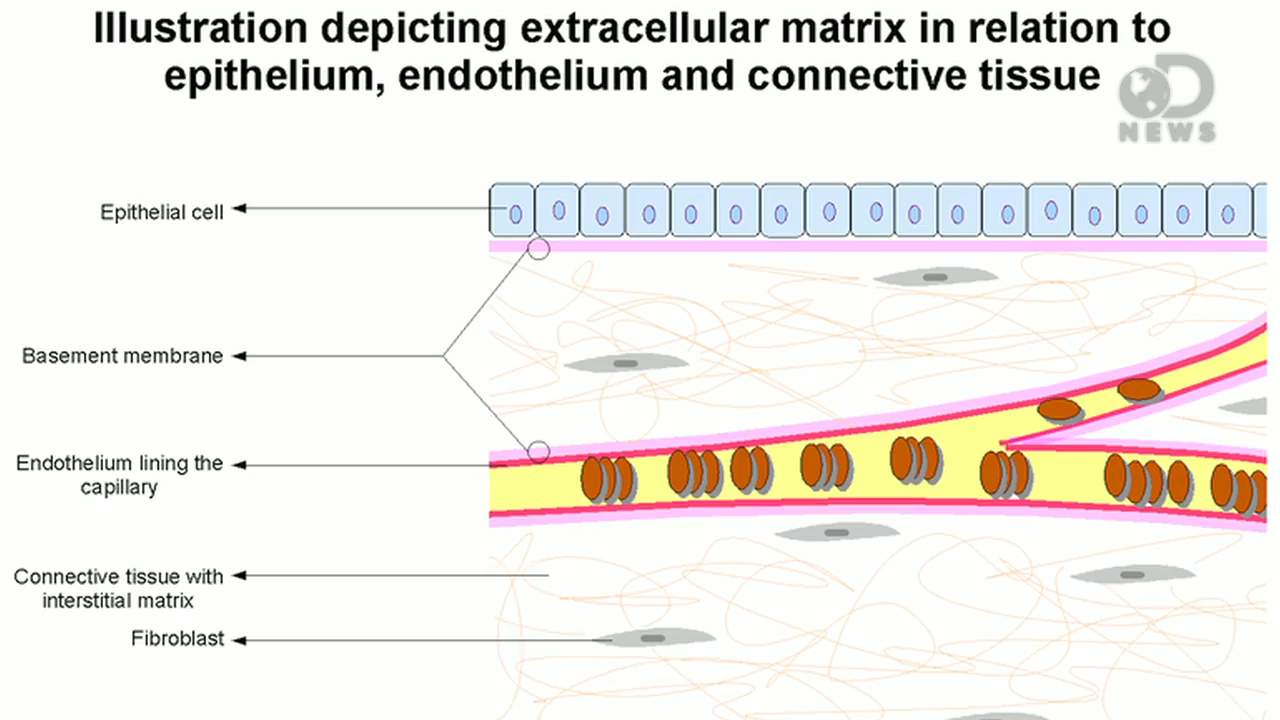 Illustration depicting extracellular matrix in relation to
epithelium, endothelium and connective tissue
D
NEWS
Epithelial cell
Basement membrane
Endothelium lining the
capillary
Connective tissue with
interstitial matrix
Fibroblast